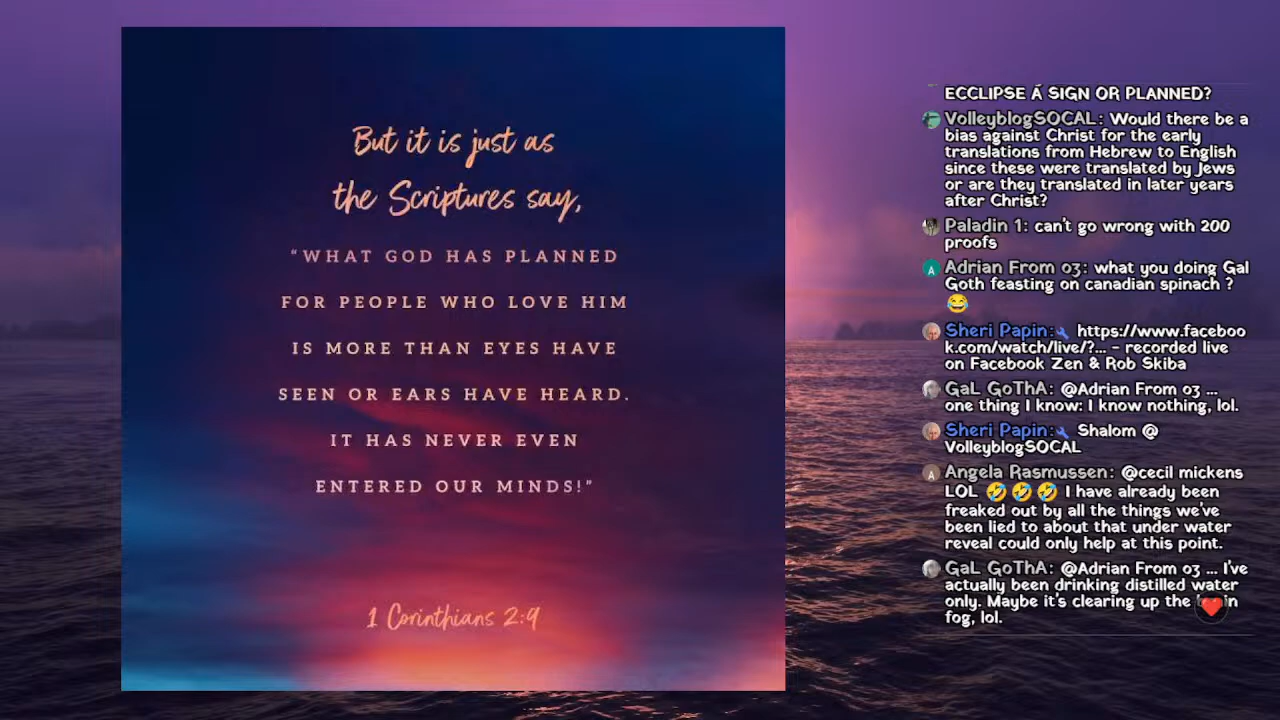 But it is just as
the Scriptures say,
"WHAT GOD HAS PLANNED
FOR PEOPLE WHO LOVE HIM
IS MORE THAN EYES HAVE
SEEN OR EARS HAVE HEARD.
IT HAS NEVER EVEN
ENTERED OUR MINDS!"
1 Corinthians 2:9
ECCLIPSE A SIGN OR PLANNED?
VolleyblogSOCAL: Would there be a
bias against Christ for the early
translations from Hebrew to English
since these were translated by Jews
or are they translated in later years
after Christ?
Paladin 1: can't go wrong with 200
proofs
A
Adrian From 03: what you doing Gal
Goth feasting on canadian spinach ?
😂
Sheri Papin:🔧 https://www.faceboo
k.com/watch/live/?... - recorded live
on Facebook Zen & Rob Skiba
GaL GoThA: @Adrian From 03 ...
one thing I know: I know nothing, lol.
Sheri Papin:🔧 Shalom @
VolleyblogSOCAL
A
Angela Rasmussen: @cecil mickens
LOL 🤣🤣🤣 I have already been
freaked out by all the things we've
been lied to about that under water
reveal could only help at this point.
GaL GoThA: @Adrian From 03 ... I've
actually been drinking distilled water
only. Maybe it's clearing up the
fog, lol.